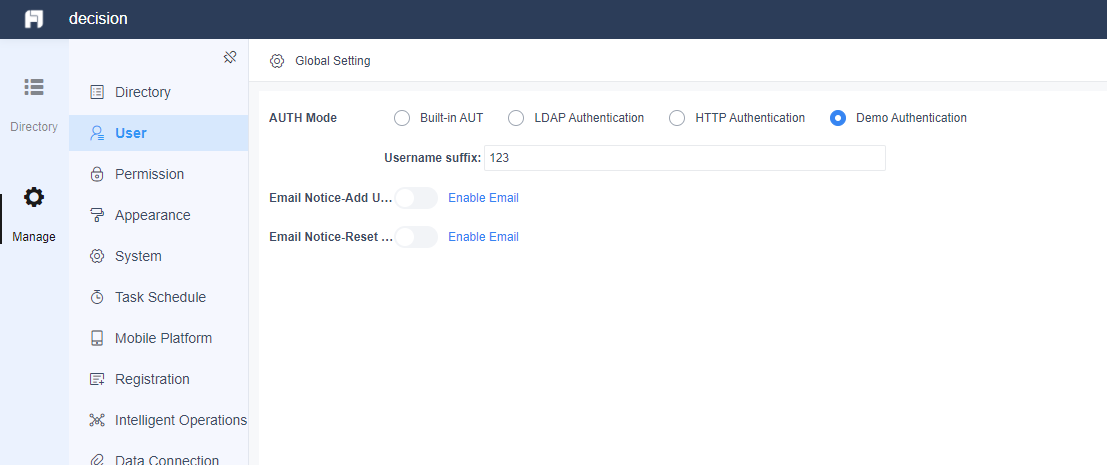 decision
Directory
Manage
Directory
User
Permission
Appearance
System
Task Schedule
Mobile Platform
Registration
Intelligent Operations
Data Connection
Global Setting
AUTH Mode Built-in AUT LDAP Authentication HTTP Authentication Demo Authentication
Username suffix: 123
Email Notice-Add U... Enable Email
Email Notice-Reset ... Enable Email